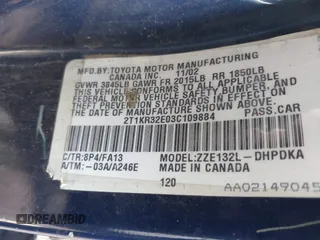 MFD. BY: TOYOTA MOTOR MANUFACTURING
CANADA INC. 11/02
GVWR 3845LB GAWR FR 2015LB RR 1850LB
THIS VEHICLE CONFORMS TO ALL APPLICABLE
FEDERAL MOTOR VEHICLE SAFETY, BUMPER, AND
THEFT PREVENTION STANDARDS IN EFFECT ON
THE DATE OF MANUFACTURE SHOWN ABOVE.
2T1KR32E03C109884 PASS.CAR
C/TR:8P4/FA13 MODEL:ZZE132L-DHPDKA
A/TM:-03A/A246E MADE IN CANADA
120
AA02149045
BIDFAX